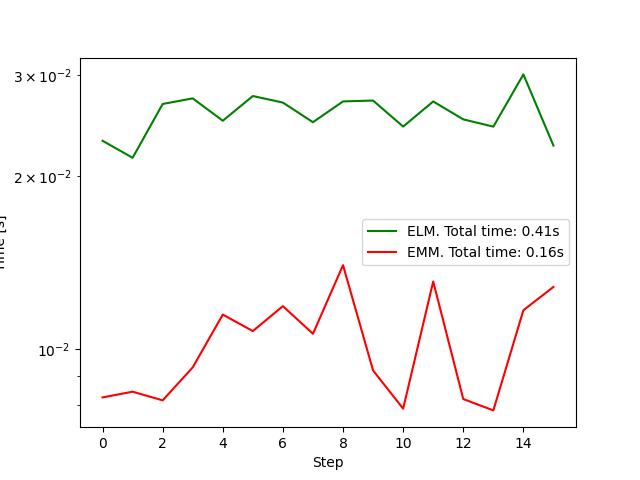 3 × 10⁻²
2 × 10⁻²
10⁻²
ELM. Total time: 0.41s
EMM. Total time: 0.16s
0 2 4 6 8 10 12 14
Step